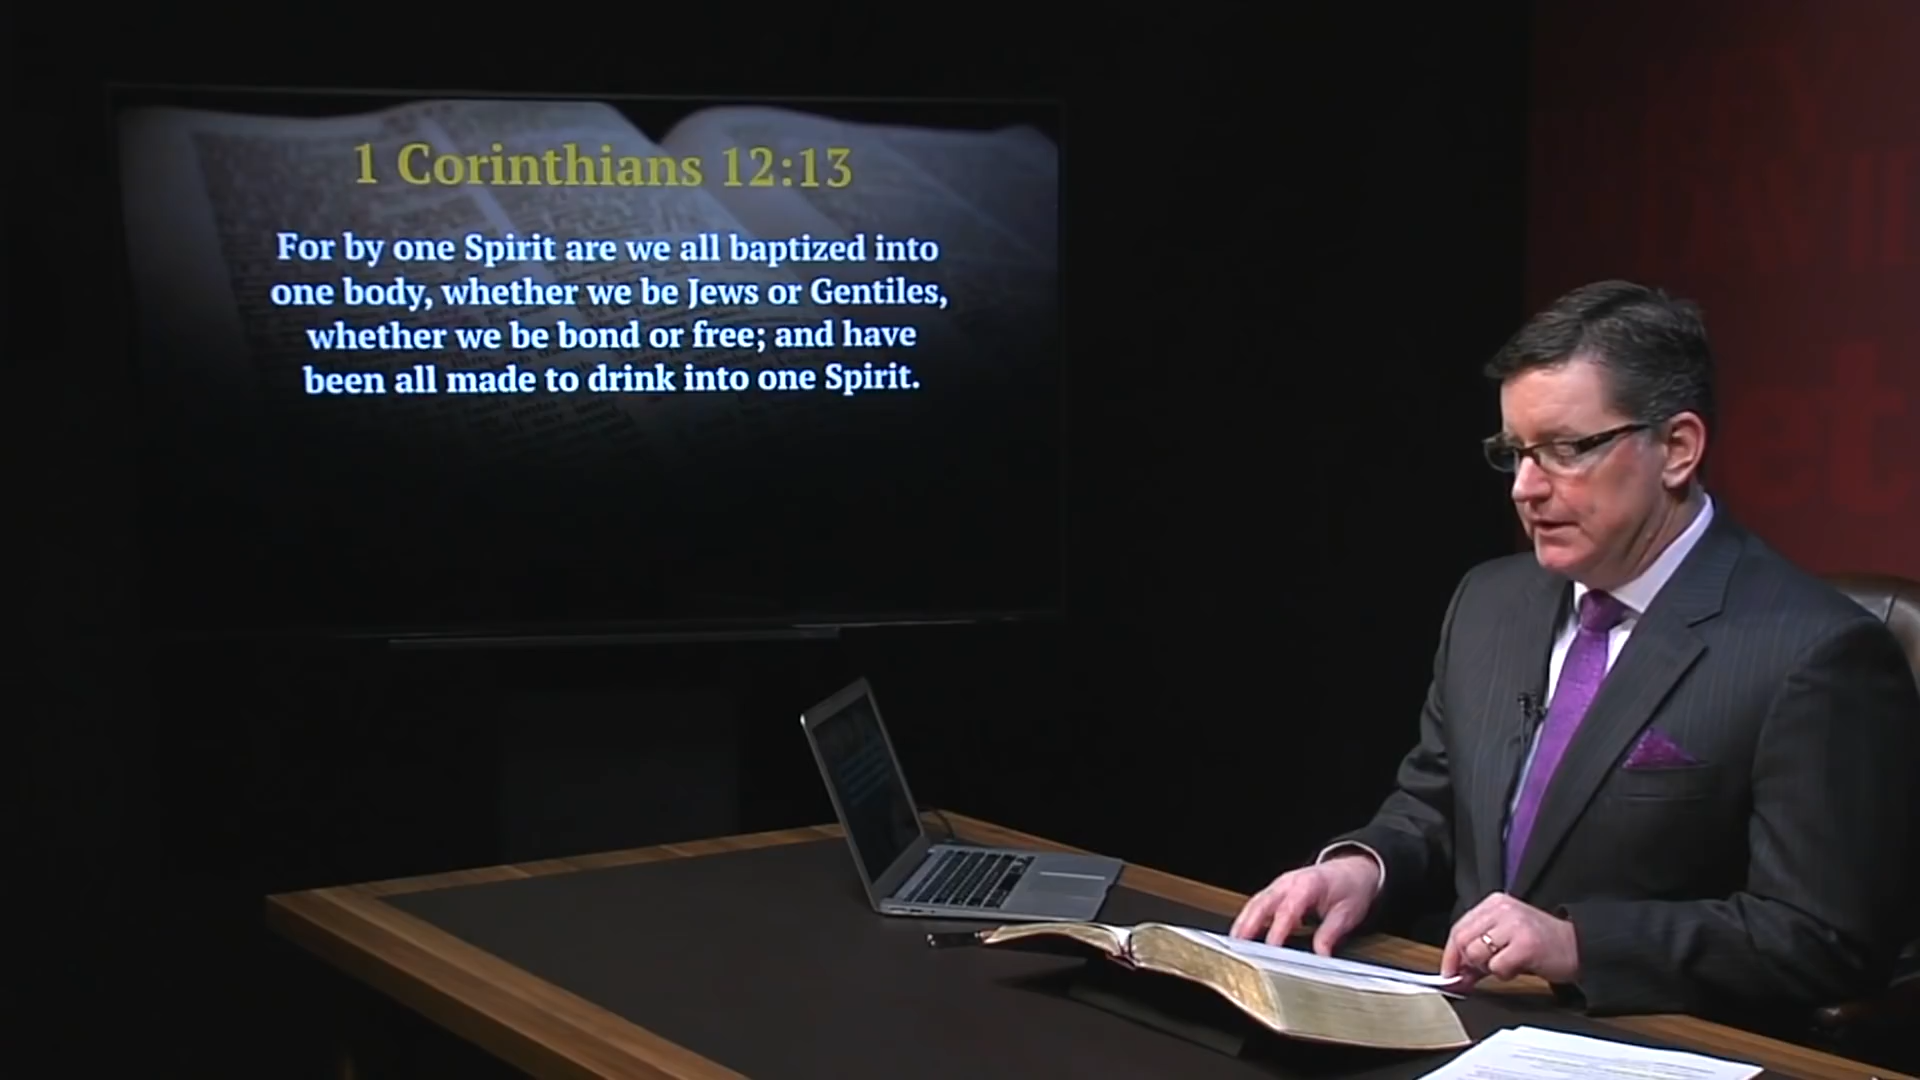 1 Corinthians 12:13
For by one Spirit are we all baptized into
one body, whether we be Jews or Gentiles,
whether we be bond or free; and have
been all made to drink into one Spirit.
et